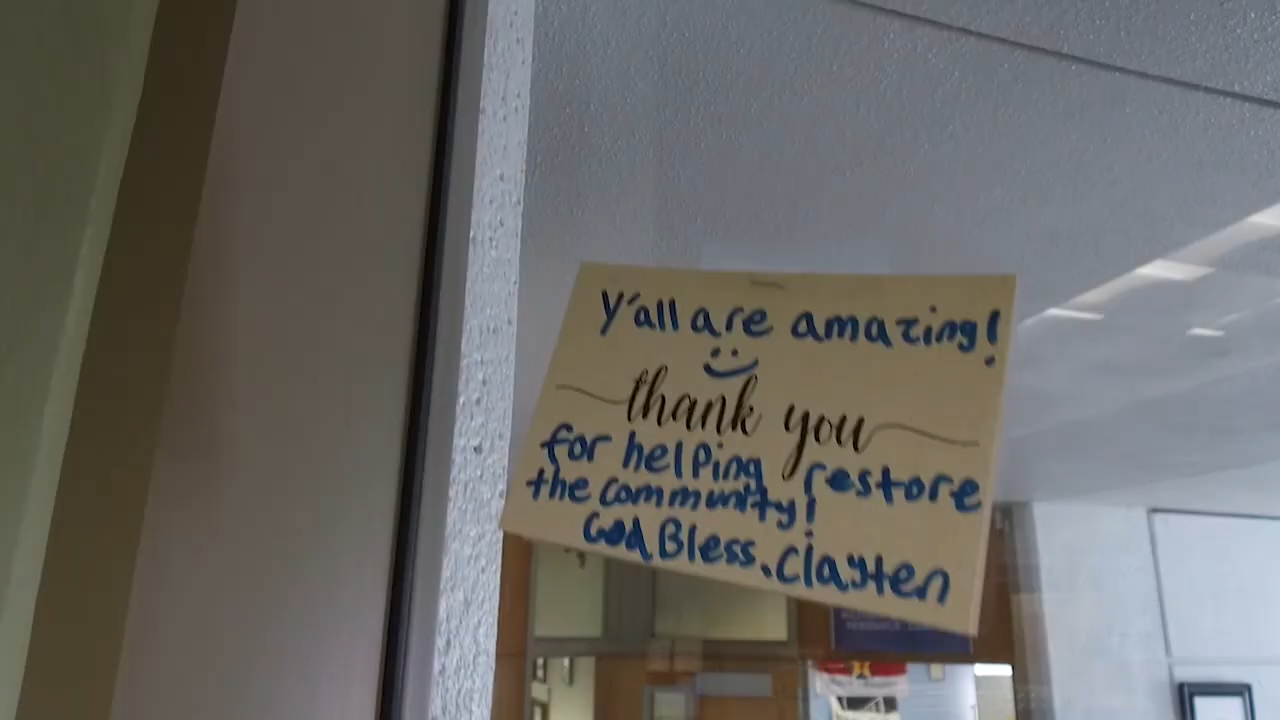 Y'all are amazing!
thank you
for helping restore
the community!
God Bless. Clayten